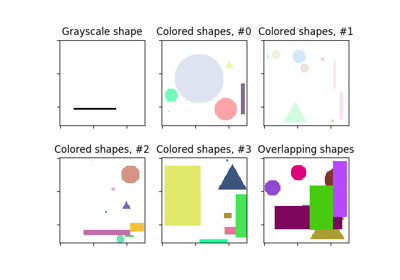 Grayscale shape
Colored shapes, #0
Colored shapes, #1
Colored shapes, #2
Colored shapes, #3
Overlapping shapes